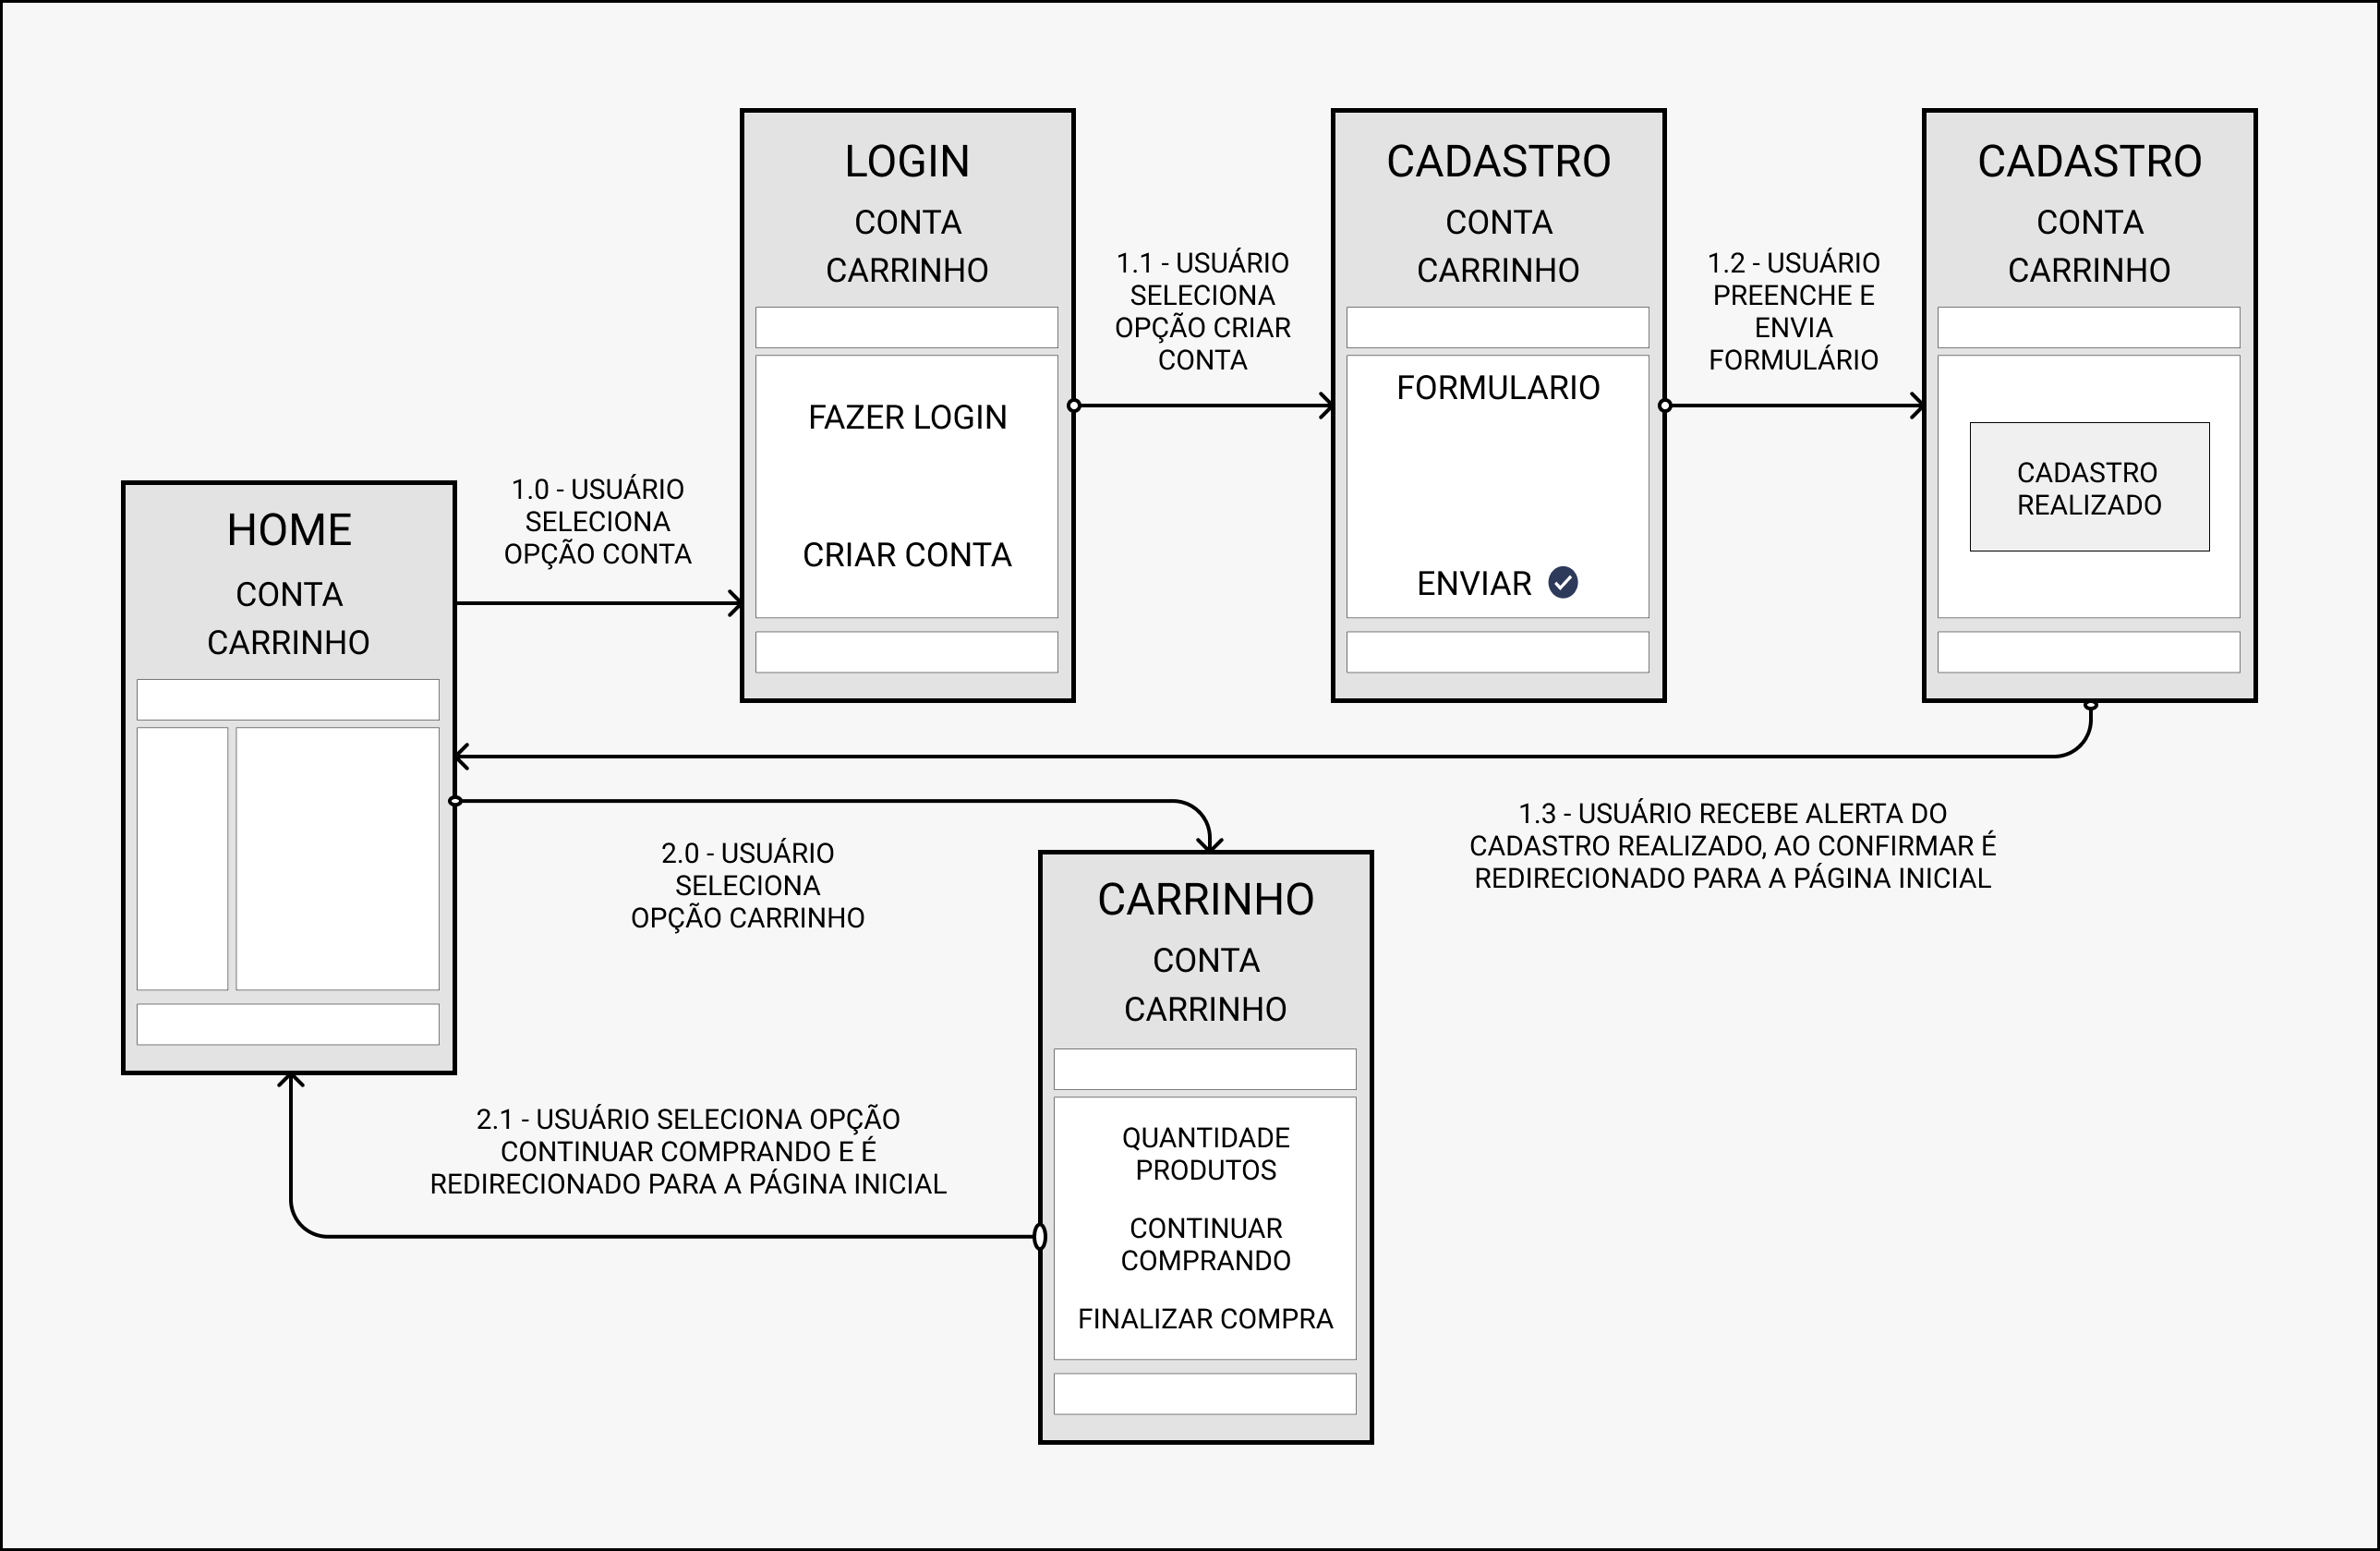 HOME
CONTA
CARRINHO
1.0 - USUÁRIO
SELECIONA
OPÇÃO CONTA
LOGIN
CONTA
CARRINHO
FAZER LOGIN
CRIAR CONTA
1.1 - USUÁRIO
SELECIONA
OPÇÃO CRIAR
CONTA
CADASTRO
CONTA
CARRINHO
FORMULARIO
ENVIAR
1.2 - USUÁRIO
PREENCHE E
ENVIA
FORMULÁRIO
CADASTRO
CONTA
CARRINHO
CADASTRO
REALIZADO
1.3 - USUÁRIO RECEBE ALERTA DO
CADASTRO REALIZADO, AO CONFIRMAR É
REDIRECIONADO PARA A PÁGINA INICIAL
2.0 - USUÁRIO
SELECIONA
OPÇÃO CARRINHO
CARRINHO
CONTA
CARRINHO
QUANTIDADE
PRODUTOS
CONTINUAR
COMPRANDO
FINALIZAR COMPRA
2.1 - USUÁRIO SELECIONA OPÇÃO
CONTINUAR COMPRANDO E É
REDIRECIONADO PARA A PÁGINA INICIAL